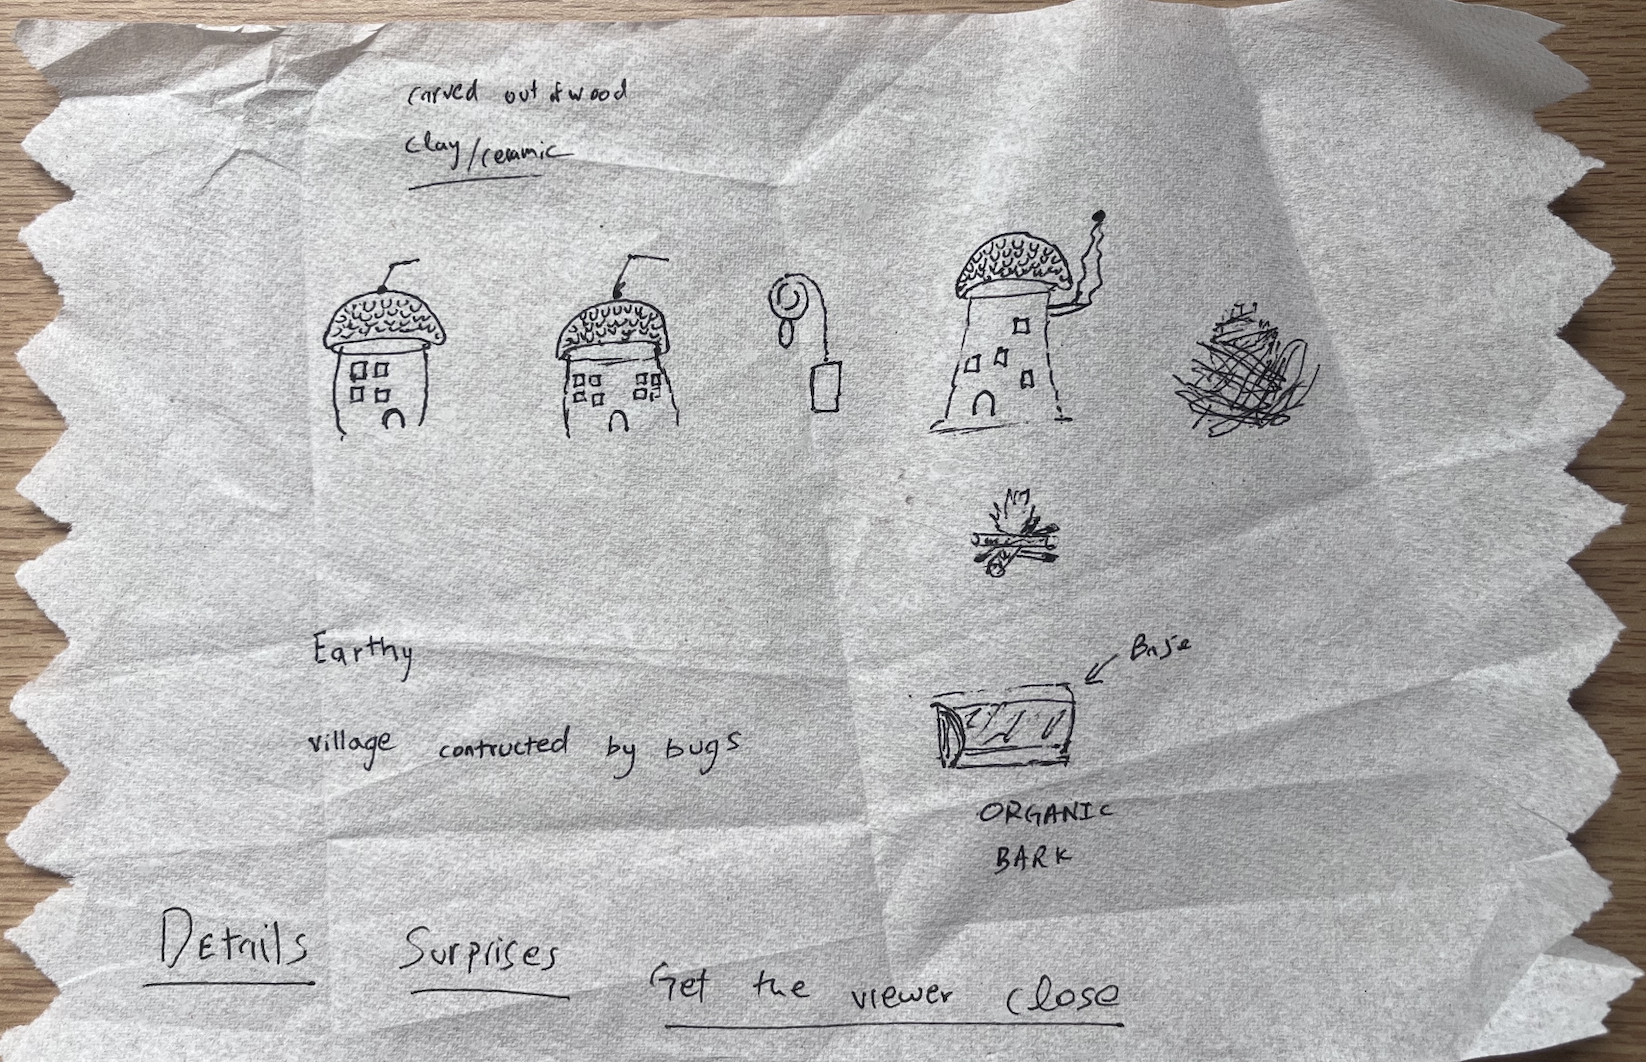 carved out of wood
clay/ceramic
Earthy
Base
village contructed by bugs
ORGANIC
BARK
Details
Surprises
Get the viewer close